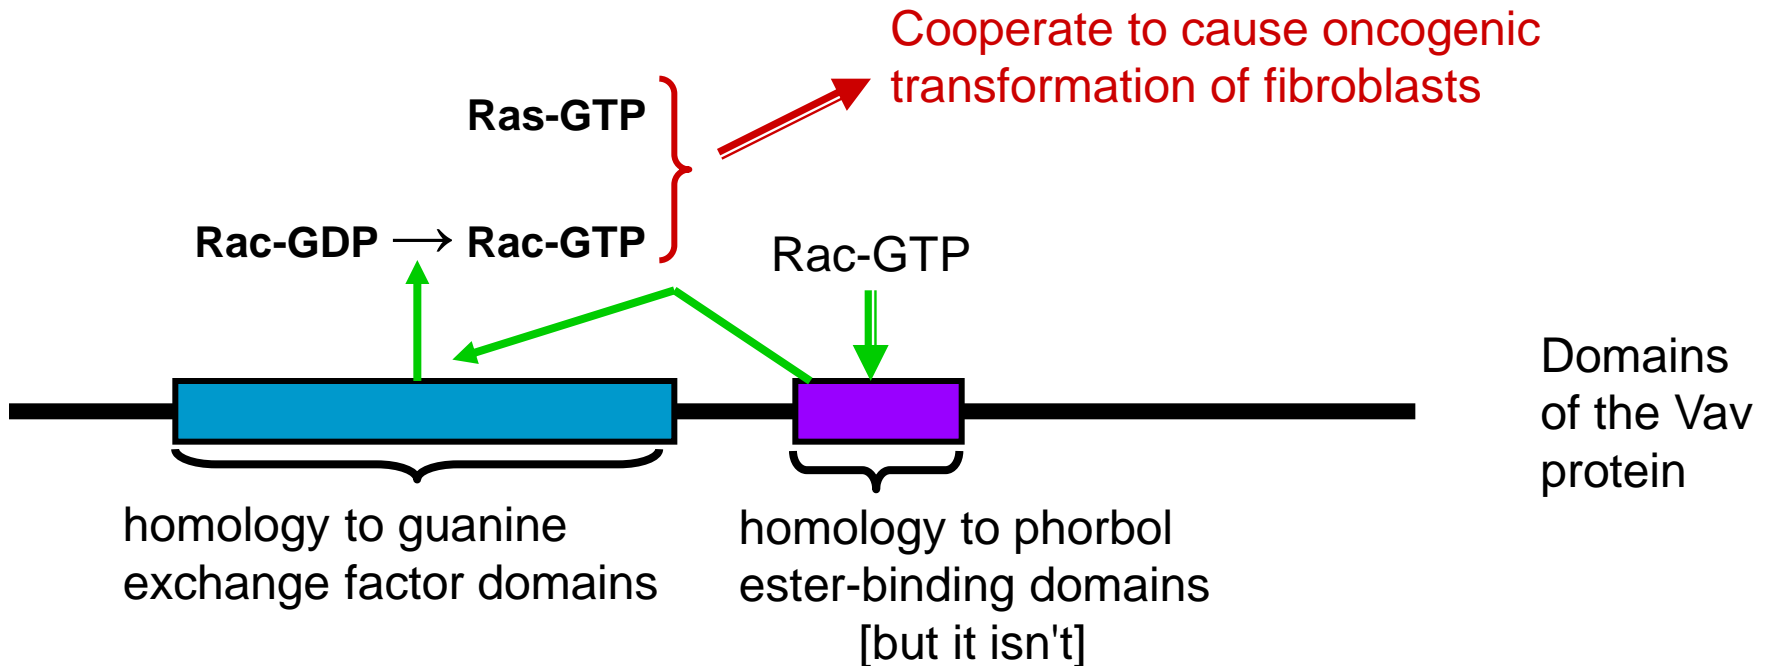 Cooperate to cause oncogenic
transformation of fibroblasts
Ras-GTP
Rac-GDP → Rac-GTP
Rac-GTP
Domains
of the Vav
protein
homology to guanine
exchange factor domains
homology to phorbol
ester-binding domains
[but it isn't]